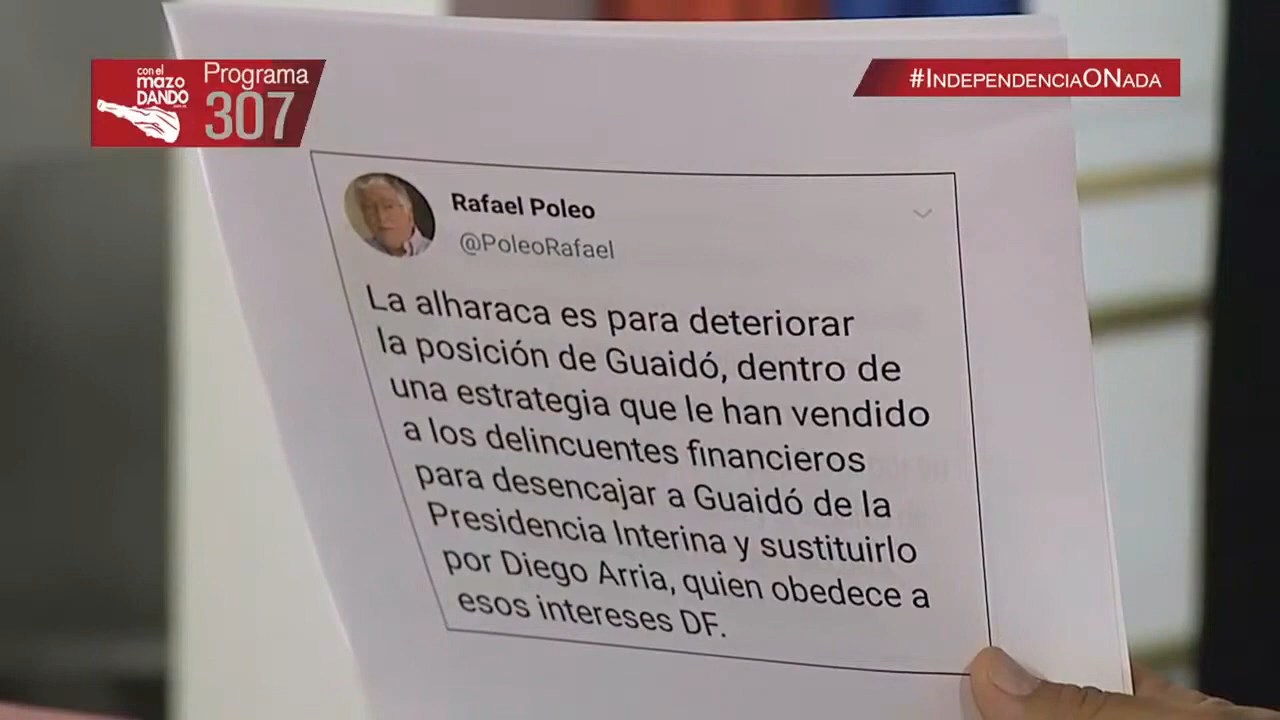 con el
mazo
DANDO
Programa
307
#INDEPENDENCIAONADA
Rafael Poleo
@PoleoRafael
La alharaca es para deteriorar
la posición de Guaidó, dentro de
una estrategia que le han vendido
a los delincuentes financieros
para desencajar a Guaidó de la
Presidencia Interina y sustituirlo
por Diego Arria, quien obedece a
esos intereses DF.